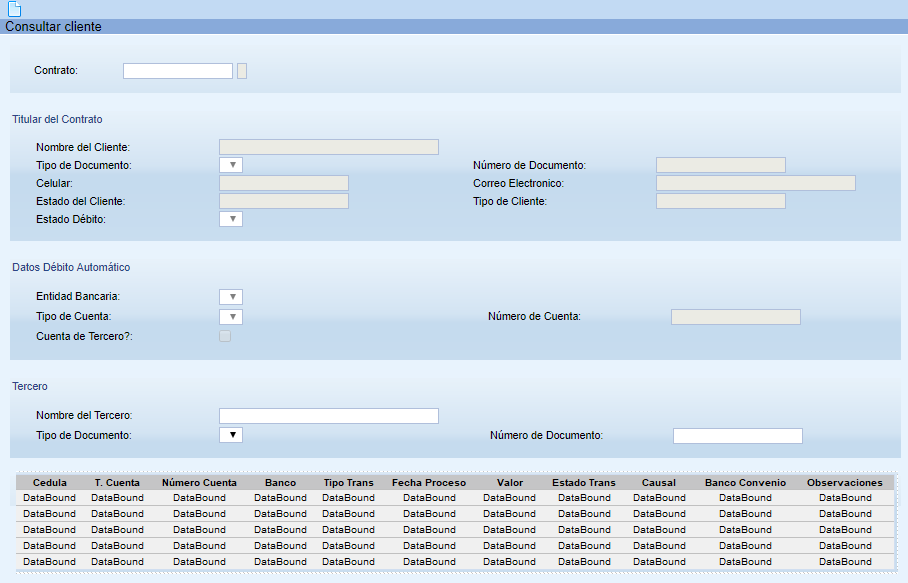 Consultar cliente
Contrato:
Titular del Contrato
Nombre del Cliente:
Tipo de Documento: Número de Documento:
Celular: Correo Electronico:
Estado del Cliente: Tipo de Cliente:
Estado Débito:
Datos Débito Automático
Entidad Bancaria:
Tipo de Cuenta: Número de Cuenta:
Cuenta de Tercero?:
Tercero
Nombre del Tercero:
Tipo de Documento: Número de Documento:
Cedula T. Cuenta Número Cuenta Banco Tipo Trans Fecha Proceso Valor Estado Trans Causal Banco Convenio Observaciones
DataBound DataBound DataBound DataBound DataBound DataBound DataBound DataBound DataBound DataBound DataBound
DataBound DataBound DataBound DataBound DataBound DataBound DataBound DataBound DataBound DataBound DataBound
DataBound DataBound DataBound DataBound DataBound DataBound DataBound DataBound DataBound DataBound DataBound
DataBound DataBound DataBound DataBound DataBound DataBound DataBound DataBound DataBound DataBound DataBound
DataBound DataBound DataBound DataBound DataBound DataBound DataBound DataBound DataBound DataBound DataBound